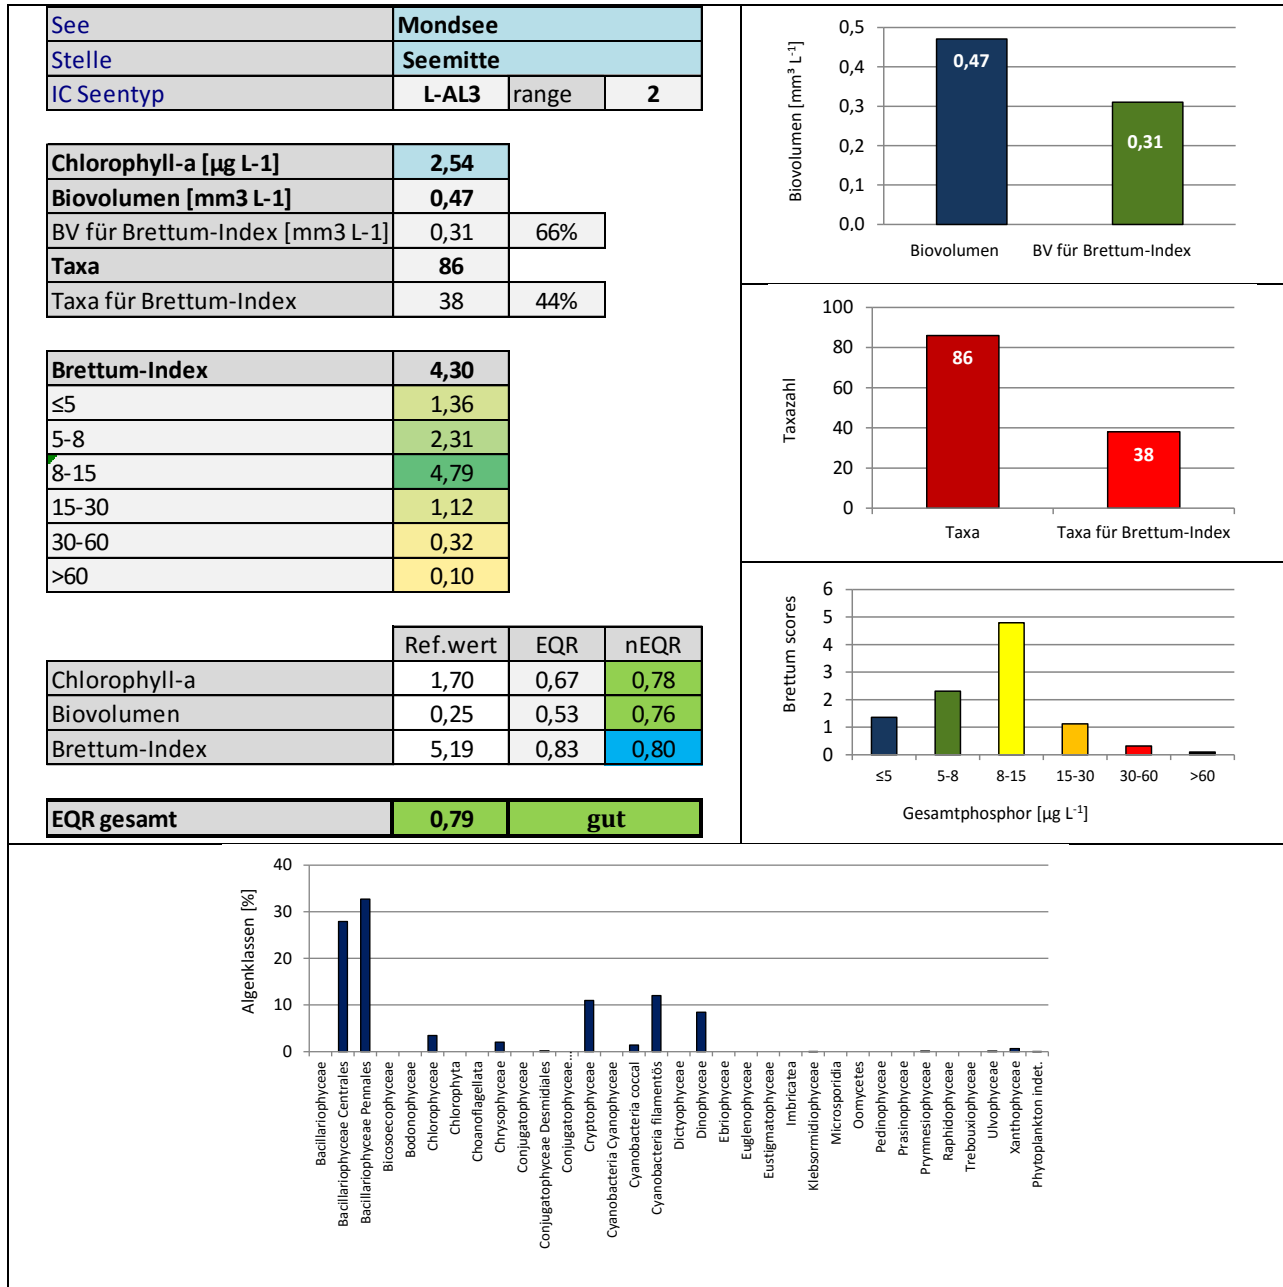 See Mondsee
Stelle Seemitte
IC Seentyp L-AL3 range 2
Chlorophyll-a [µg L-1] 2,54
Biovolumen [mm3 L-1] 0,47
BV für Brettum-Index [mm3 L-1] 0,31 66%
Taxa 86
Taxa für Brettum-Index 38 44%
Brettum-Index 4,30
≤5 1,36
5-8 2,31
8-15 4,79
15-30 1,12
30-60 0,32
>60 0,10
Ref.wert EQR nEQR
Chlorophyll-a 1,70 0,67 0,78
Biovolumen 0,25 0,53 0,76
Brettum-Index 5,19 0,83 0,80
EQR gesamt 0,79 gut
Biovolumen [mm³ L⁻¹]
0,5
0,4
0,3
0,2
0,1
0,0
0,47
0,31
Biovolumen BV für Brettum-Index
Taxazahl
100
80
60
40
20
0
86
38
Taxa Taxa für Brettum-Index
Brettum scores
6
5
4
3
2
1
0
≤5 5-8 8-15 15-30 30-60 >60
Gesamtphosphor [µg L⁻¹]
Algenklassen [%]
40
30
20
10
0
Bacillariophyceae
Bacillariophyceae Centrales
Bacillariophyceae Pennales
Bicosoecophyceae
Bodonophyceae
Chlorophyceae
Chlorophyta
Choanoflagellata
Chrysophyceae
Conjugatophyceae
Conjugatophyceae Desmidiales
Conjugatophyceae...
Cryptophyceae
Cyanobacteria Cyanophyceae
Cyanobacteria coccal
Cyanobacteria filamentös
Dictyophyceae
Dinophyceae
Ebriophyceae
Euglenophyceae
Eustigmatophyceae
Imbricatea
Klebsormidiophyceae
Microsporidia
Oomycetes
Pedinophyceae
Prasinophyceae
Prymnesiophyceae
Raphidophyceae
Trebouxiophyceae
Ulvophyceae
Xanthophyceae
Phytoplankton indet.